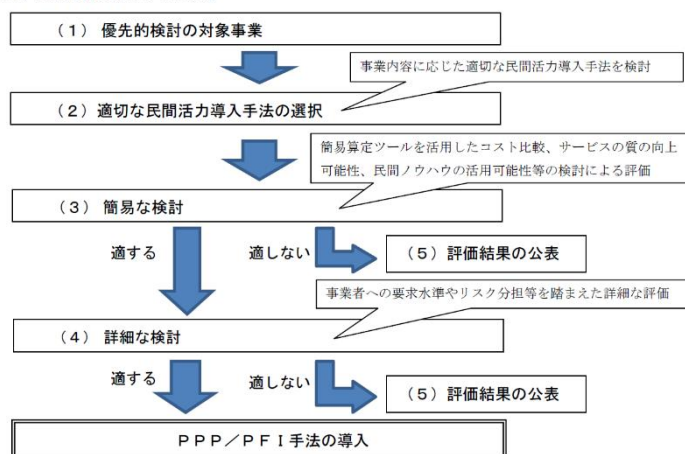 （１）優先的検討の対象事業
事業内容に応じた適切な民間活力導入手法を検討
（２）適切な民間活力導入手法の選択
簡易算定ツールを活用したコスト比較、サービスの質の向上
可能性、民間ノウハウの活用可能性等の検討による評価
（３）簡易な検討
適する
適しない
（５）評価結果の公表
事業者への要求水準やリスク分担等を踏まえた詳細な評価
（４）詳細な検討
適する
適しない
（５）評価結果の公表
ＰＰＰ／ＰＦＩ手法の導入